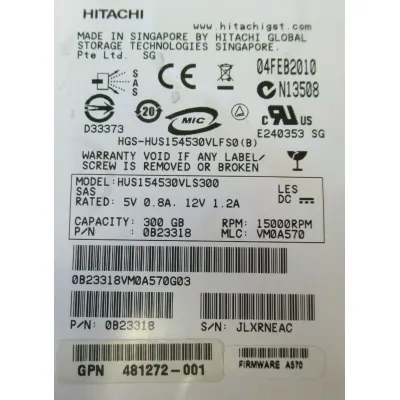 HITACHI
www.hitachigst.com
MADE IN SINGAPORE BY HITACHI GLOBAL
STORAGE TECHNOLOGIES SINGAPORE.
Pte Ltd. SG
04FEB2010
SAS
CE
N13508
D33373
20
MIC
c UL US
E240353 SG
HGS-HUS154530VLFS0(B)
WARRANTY VOID IF ANY LABEL/
SCREW IS REMOVED OR BROKEN
MODEL:HUS154530VLS300
SAS
LES
RATED: 5V 0.8A. 12V 1.2A
DC
CAPACITY: 300 GB
RPM: 15000RPM
P/N : 0B23318
MLC: VM0A570
0B23318VM0A570G03
P/N: 0B23318
S/N: JLXRNEAC
GPN 481272-001
FIRMWARE A570